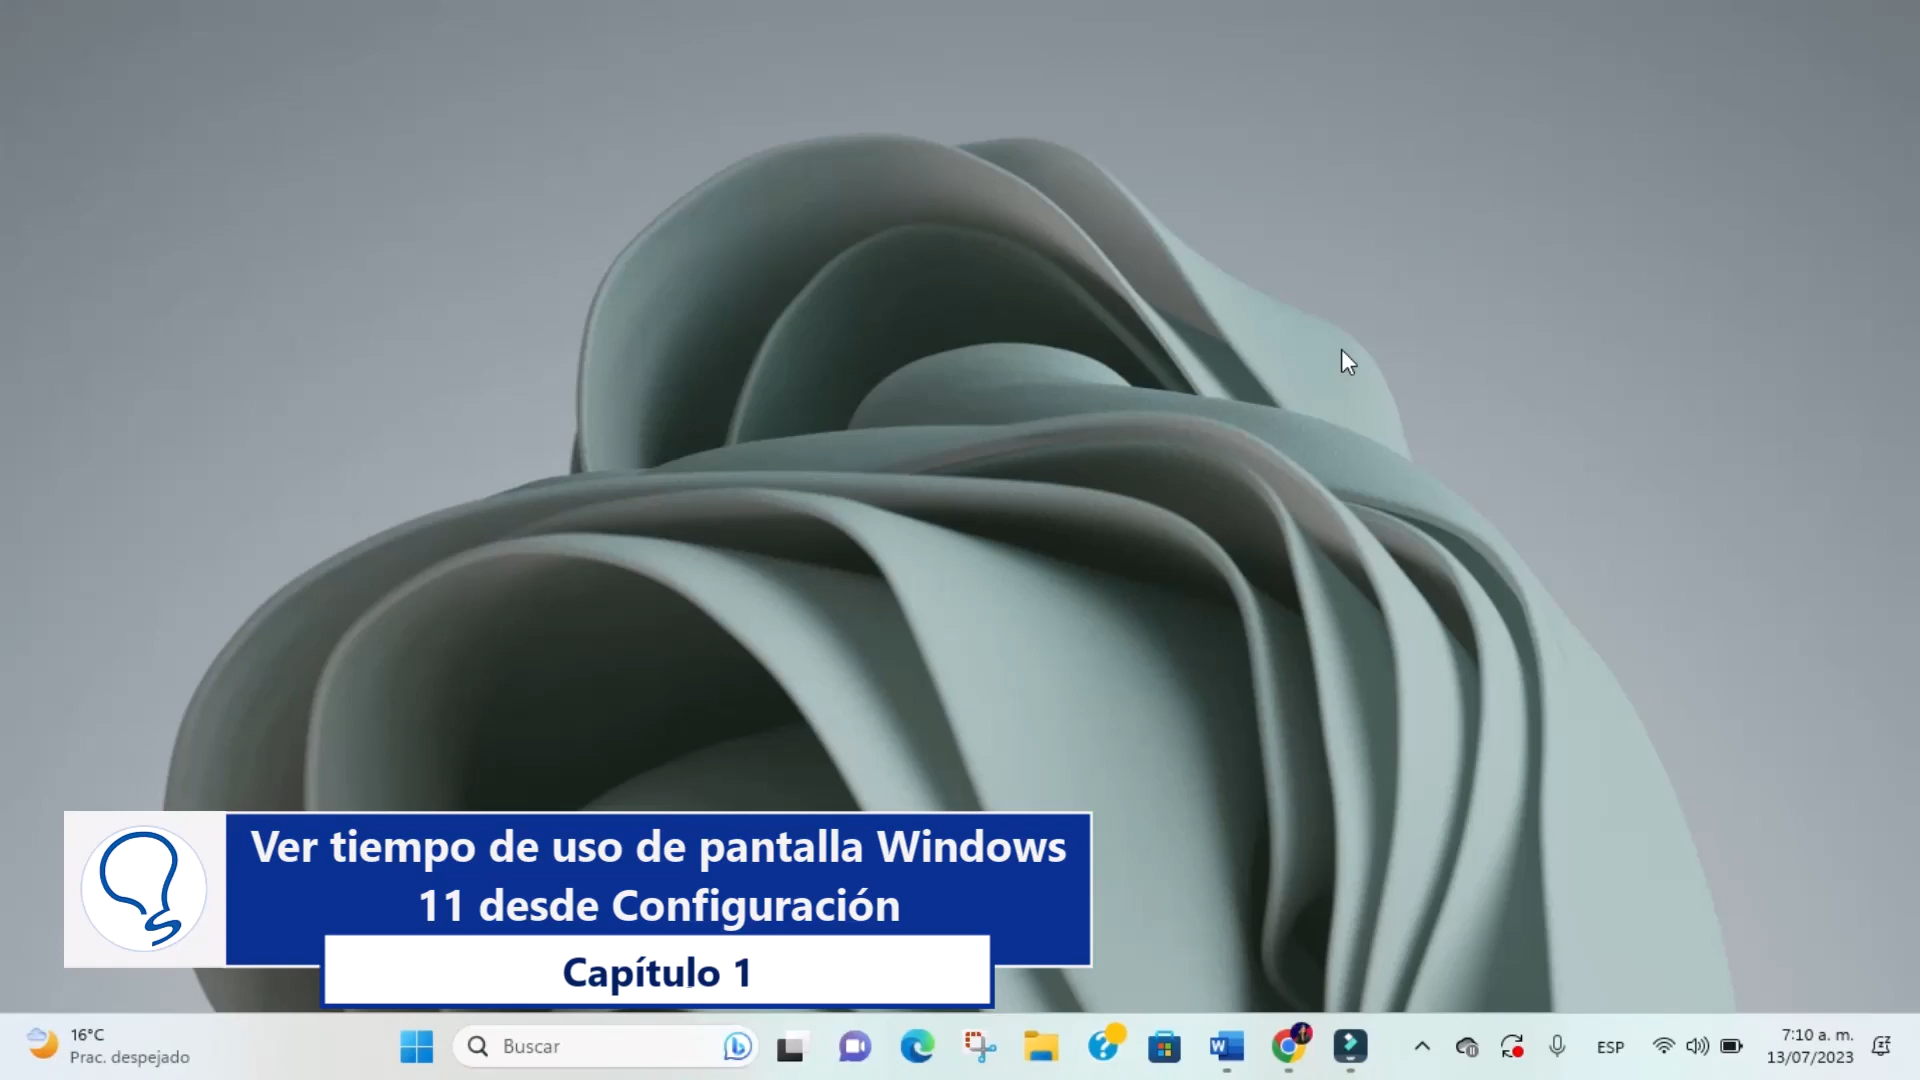 Ver tiempo de uso de pantalla Windows
11 desde Configuración
Capítulo 1
16°C
Prac. despejado
Buscar
ESP
7:10 a. m.
13/07/2023